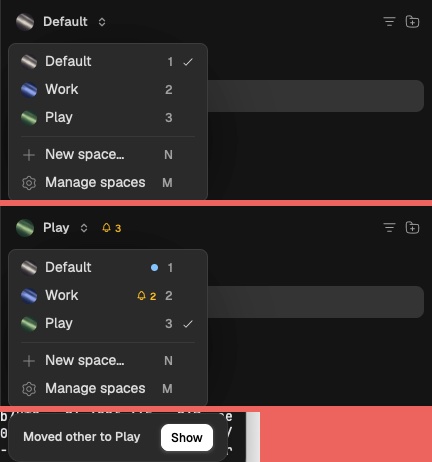 Default
Default 1
Work 2
Play 3
New space... N
Manage spaces M
Play 3
Default 1
Work 2 2
Play 3
New space... N
Manage spaces M
Moved other to Play Show